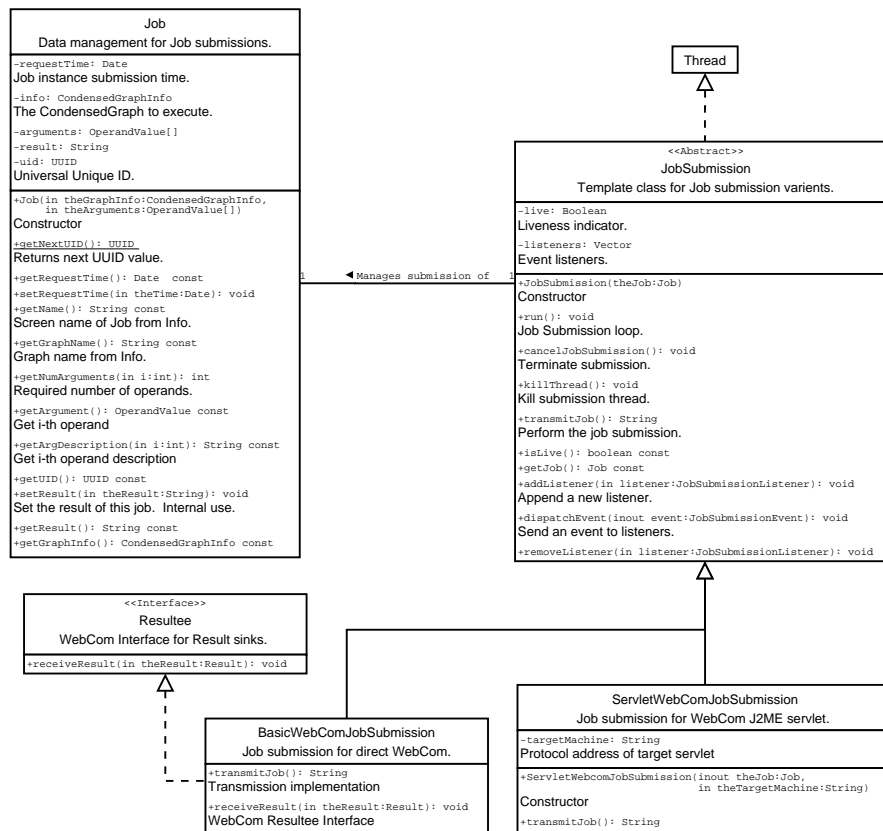 Job
Data management for Job submissions.
-requestTime: Date
Job instance submission time.
-info: CondensedGraphInfo
The CondensedGraph to execute.
-arguments: OperandValue[]
-result: String
-uid: UUID
Universal Unique ID.
+Job(in theGraphInfo:CondensedGraphInfo,
in theArguments:OperandValue[])
Constructor
+getNextUID(): UUID
Returns next UUID value.
+getRequestTime(): Date const
+setRequestTime(in theTime:Date): void
+getName(): String const
Screen name of Job from Info.
+getGraphName(): String const
Graph name from Info.
+getNumArguments(in i:int): int
Required number of operands.
+getArgument(): OperandValue const
Get i-th operand
+getArgDescription(in i:int): String const
Get i-th operand description
+getUID(): UUID const
+setResult(in theResult:String): void
Set the result of this job. Internal use.
+getResult(): String const
+getGraphInfo(): CondensedGraphInfo const
1
Manages submission of
1
Thread
<<Abstract>>
JobSubmission
Template class for Job submission varients.
-live: Boolean
Liveness indicator.
-listeners: Vector
Event listeners.
+JobSubmission(theJob:Job)
Constructor
+run(): void
Job Submission loop.
+cancelJobSubmission(): void
Terminate submission.
+killThread(): void
Kill submission thread.
+transmitJob(): String
Perform the job submission.
+isLive(): boolean const
+getJob(): Job const
+addListener(in listener:JobSubmissionListener): void
Append a new listener.
+dispatchEvent(inout event:JobSubmissionEvent): void
Send an event to listeners.
+removeListener(in listener:JobSubmissionListener): void
<<Interface>>
Resultee
WebCom Interface for Result sinks.
+receiveResult(in theResult:Result): void
BasicWebComJobSubmission
Job submission for direct WebCom.
+transmitJob(): String
Transmission implementation
+receiveResult(in theResult:Result): void
WebCom Resultee Interface
ServletWebComJobSubmission
Job submission for WebCom J2ME servlet.
-targetMachine: String
Protocol address of target servlet
+ServletWebcomJobSubmission(inout theJob:Job,
in theTargetMachine:String)
Constructor
+transmitJob(): String